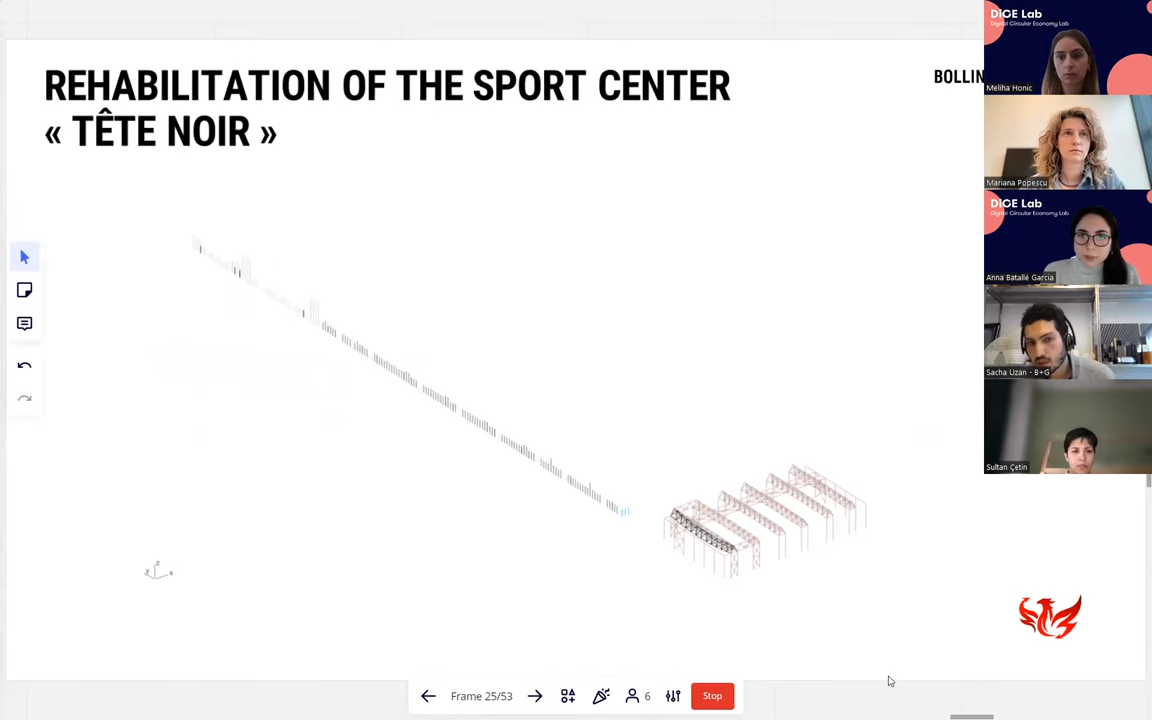 REHABILITATION OF THE SPORT CENTER
« TÊTE NOIR »
BOLLIN
DiCE Lab
Digital Circular Economy Lab
Meliha Honic
Mariana Popescu
DiCE Lab
Digital Circular Economy Lab
Anna Batallé Garcia
Sacha Uzan - B+G
Sultan Çetin
z
y
x
Frame 25/53
6
Stop